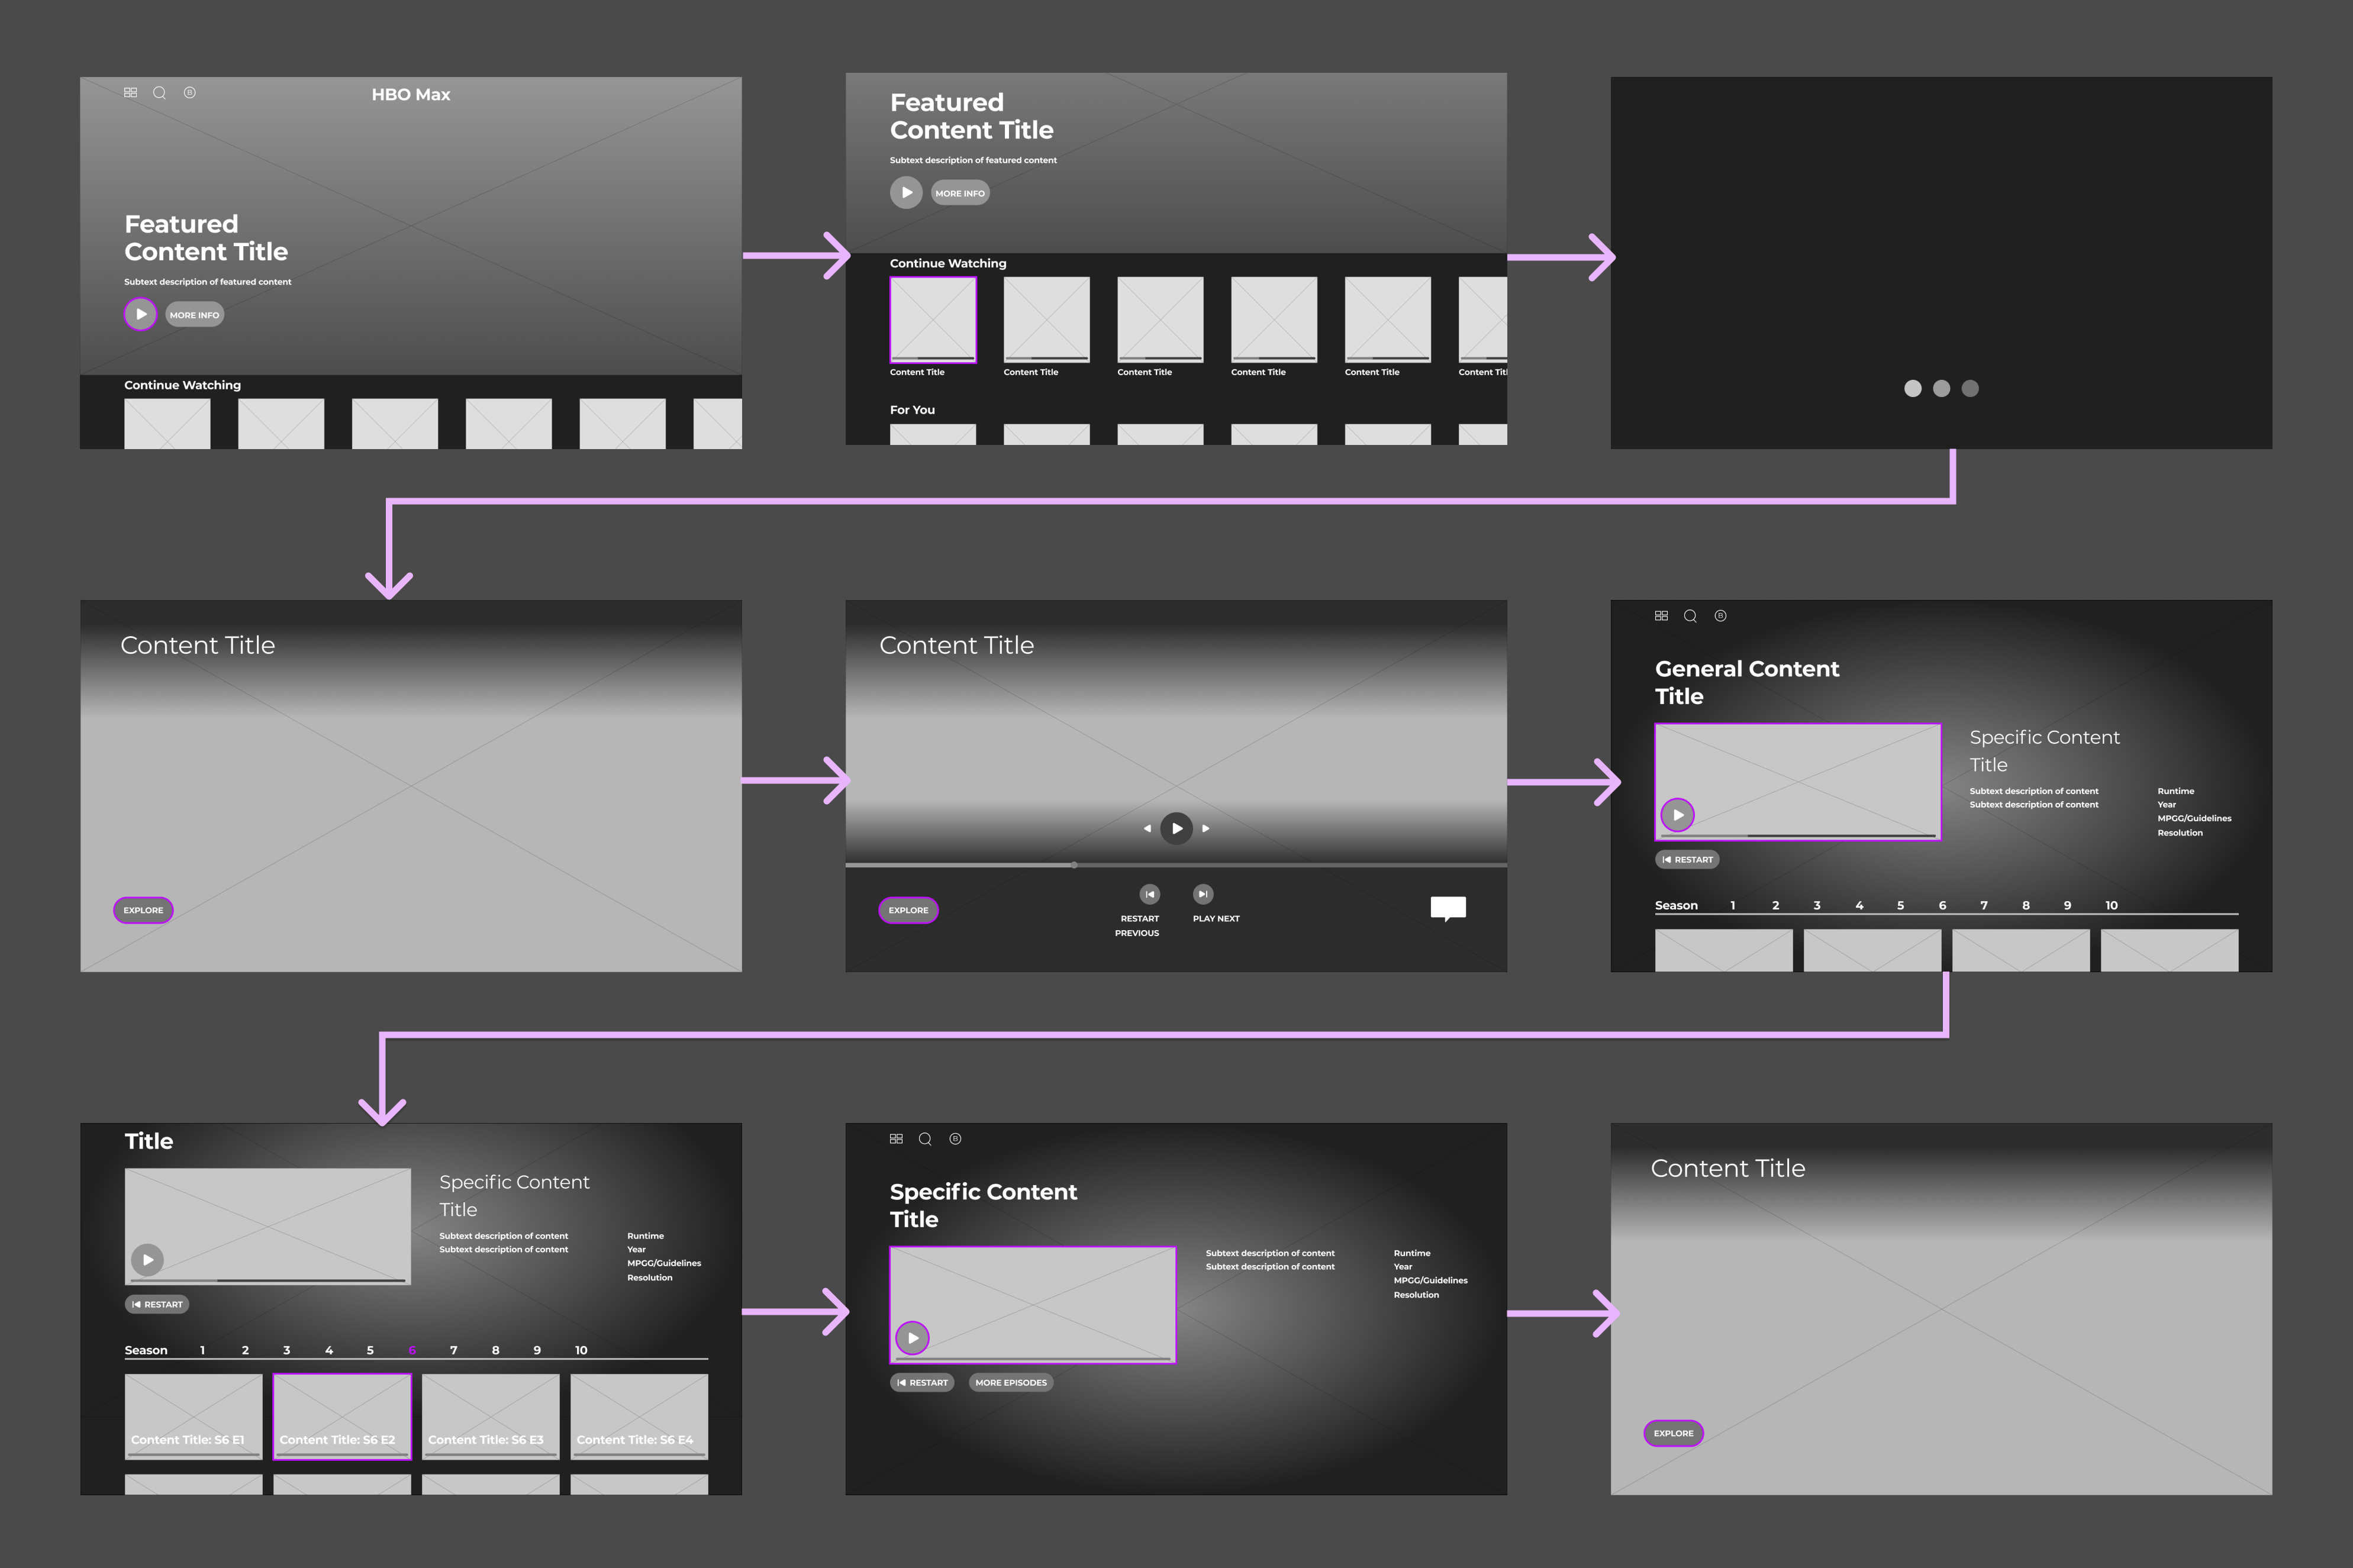 B
HBO Max
Featured
Content Title
Subtext description of featured content
MORE INFO
Continue Watching
Featured
Content Title
Subtext description of featured content
MORE INFO
Continue Watching
Content Title
Content Title
Content Title
Content Title
Content Title
Content Titl
For You
Content Title
EXPLORE
Content Title
EXPLORE
RESTART
PREVIOUS
PLAY NEXT
B
General Content
Title
Specific Content
Title
Subtext description of content
Subtext description of content
Runtime
Year
MPGG/Guidelines
Resolution
RESTART
Season 1 2 3 4 5 6 7 8 9 10
Title
Specific Content
Title
Subtext description of content
Subtext description of content
Runtime
Year
MPGG/Guidelines
Resolution
RESTART
Season 1 2 3 4 5 6 7 8 9 10
Content Title: S6 E1
Content Title: S6 E2
Content Title: S6 E3
Content Title: S6 E4
B
Specific Content
Title
Subtext description of content
Subtext description of content
Runtime
Year
MPGG/Guidelines
Resolution
RESTART
MORE EPISODES
Content Title
EXPLORE